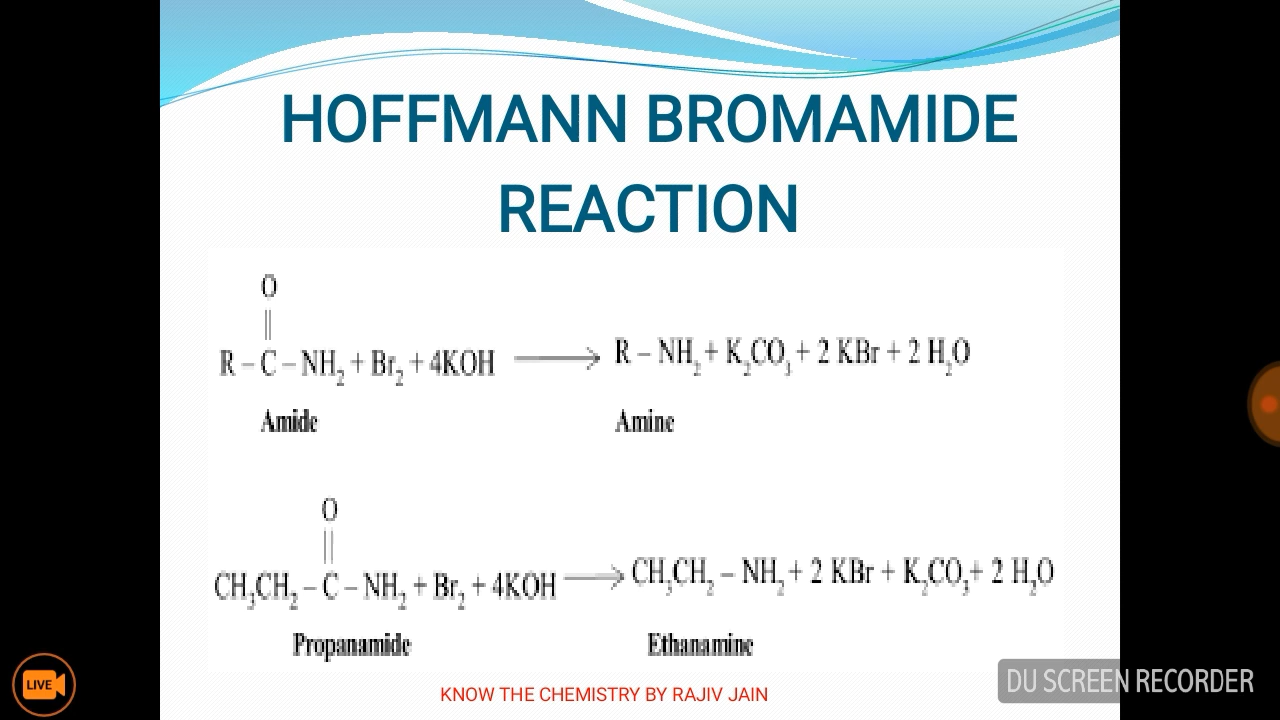 HOFFMANN BROMAMIDE
REACTION
O
||
R – C – NH₂ + Br₂ + 4KOH ⟶ R – NH₂ + K₂CO₃ + 2 KBr + 2 H₂O
Amide Amine
O
||
CH₃CH₂ – C – NH₂ + Br₂ + 4KOH ⟶ CH₃CH₂ – NH₂ + 2 KBr + K₂CO₃ + 2 H₂O
Propanamide Ethanamine
LIVE
KNOW THE CHEMISTRY BY RAJIV JAIN
DU SCREEN RECORDER